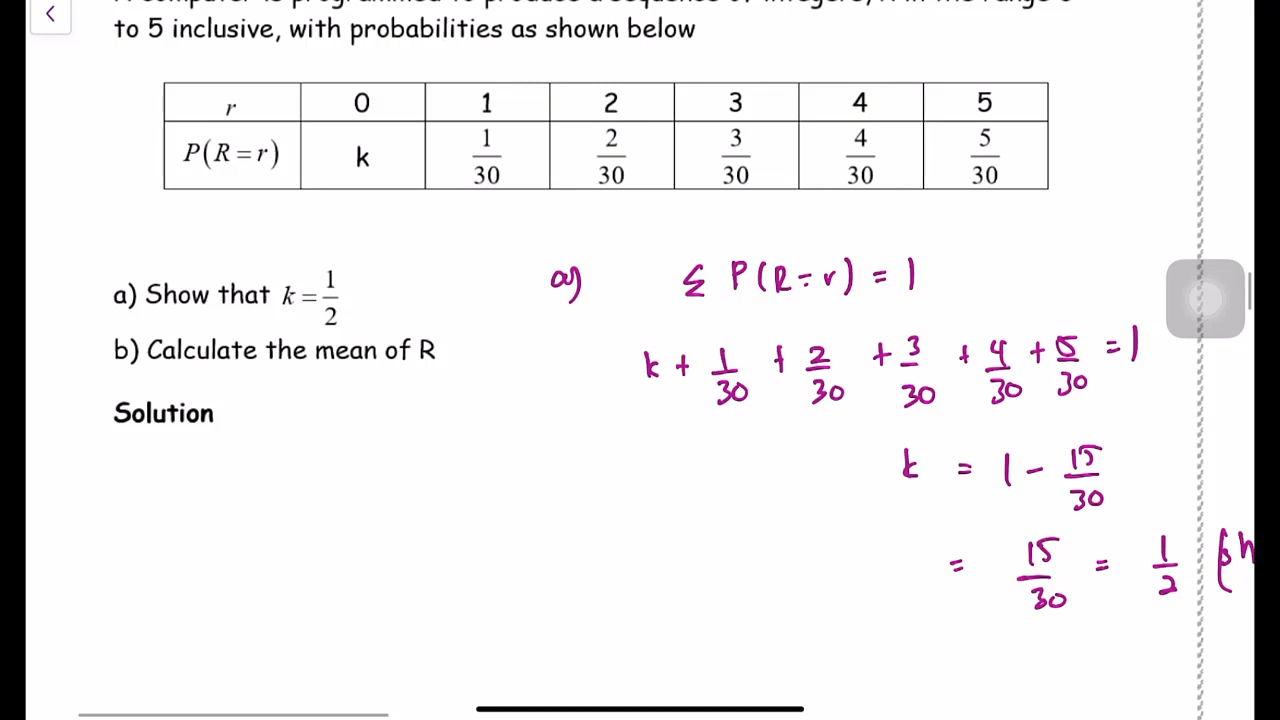 to 5 inclusive, with probabilities as shown below
r 0 1 2 3 4 5
P(R = r) k 1/30 2/30 3/30 4/30 5/30
a) Show that k = 1/2
b) Calculate the mean of R
Solution
a) Σ P(R = r) = 1
k + 1/30 + 2/30 + 3/30 + 4/30 + 5/30 = 1
k = 1 - 15/30
= 15/30 = 1/2